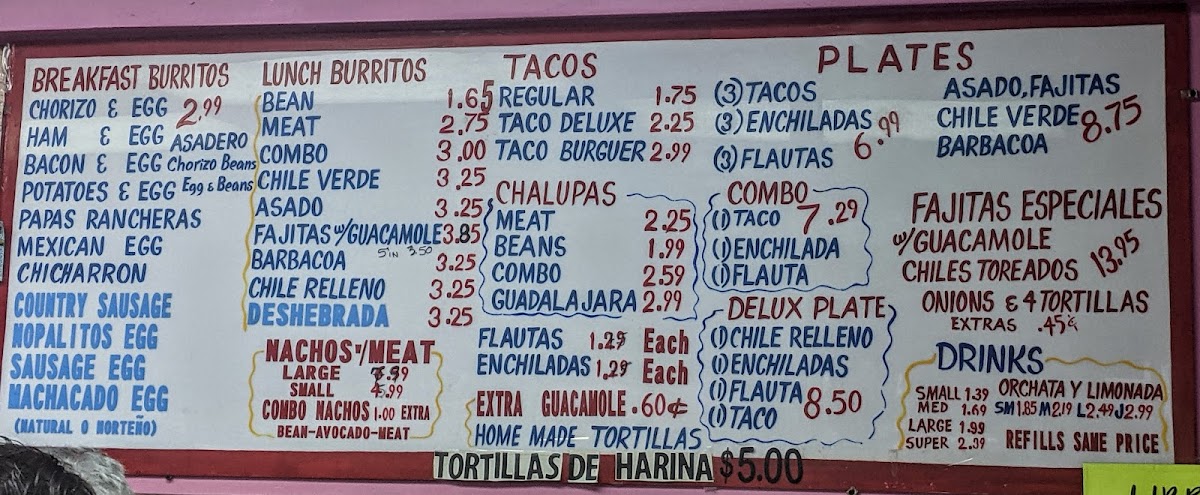 BREAKFAST BURRITOS
CHORIZO & EGG 2.99
HAM & EGG ASADERO
BACON & EGG Chorizo Beans
POTATOES & EGG Egg & Beans
PAPAS RANCHERAS
MEXICAN EGG
CHICHARRON
COUNTRY SAUSAGE
NOPALITOS EGG
SAUSAGE EGG
MACHACADO EGG
(NATURAL O NORTEÑO)
LUNCH BURRITOS
BEAN 1.65
MEAT 2.75
COMBO 3.00
CHILE VERDE 3.25
ASADO 3.25
FAJITAS W/GUACAMOLE 3.85
5IN 3.50
BARBACOA 3.25
CHILE RELLENO 3.25
DESHEBRADA 3.25
NACHOS W/MEAT
LARGE .99
SMALL .99
COMBO NACHOS 1.00 EXTRA
BEAN-AVOCADO-MEAT
TACOS
REGULAR 1.75
TACO DELUXE 2.25
TACO BURGUER 2.99
CHALUPAS
MEAT 2.25
BEANS 1.99
COMBO 2.59
GUADALAJARA 2.99
FLAUTAS 1.29 Each
ENCHILADAS 1.29 Each
EXTRA GUACAMOLE .60¢
HOME MADE TORTILLAS
TORTILLAS DE HARINA $5.00
PLATES
(3) TACOS
(3) ENCHILADAS 6.99
(3) FLAUTAS
COMBO
(1) TACO 7.29
(1) ENCHILADA
(1) FLAUTA
DELUX PLATE
(1) CHILE RELLENO
(1) ENCHILADAS
(1) FLAUTA 8.50
(1) TACO
ASADO, FAJITAS
CHILE VERDE 8.75
BARBACOA
FAJITAS ESPECIALES
W/GUACAMOLE
CHILES TOREADOS 13.95
ONIONS & 4 TORTILLAS
EXTRAS .45¢
DRINKS
SMALL 1.39
MED 1.69
LARGE 1.99
SUPER 2.39
ORCHATA Y LIMONADA
SM 1.85 M 2.19 L 2.49 J 2.99
REFILLS SAME PRICE